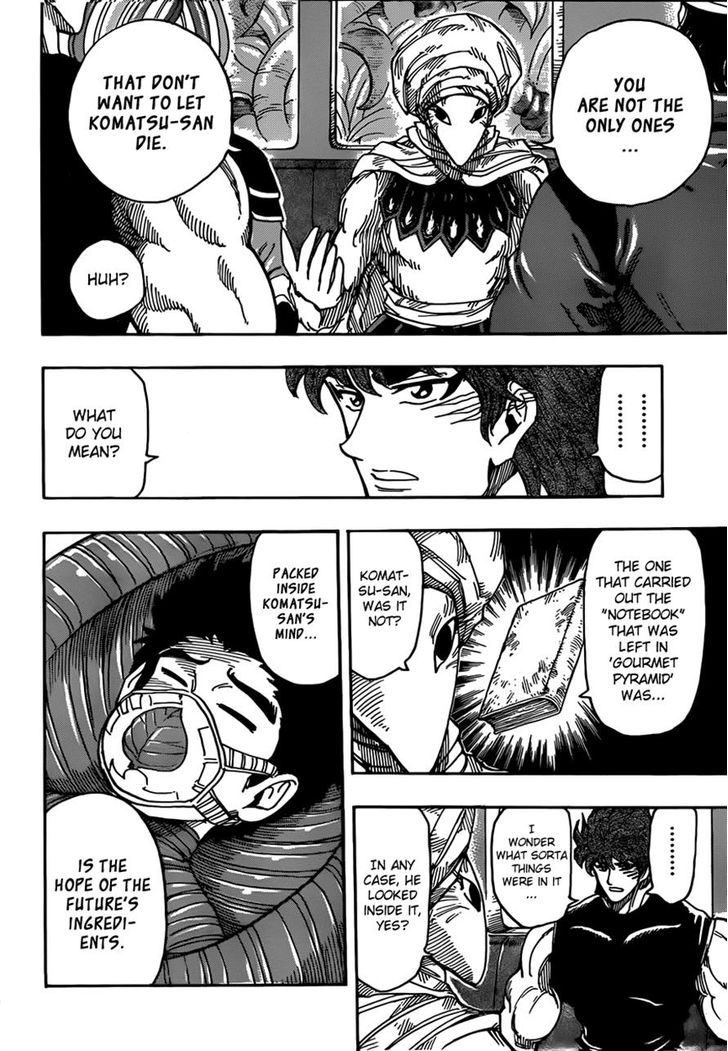 YOU
ARE NOT THE
ONLY ONES
...
THAT DON'T
WANT TO LET
KOMATSU-SAN
DIE.
HUH?
........
WHAT
DO YOU
MEAN?
THE ONE
THAT CARRIED
OUT THE
"NOTEBOOK"
THAT WAS
LEFT IN
'GOURMET
PYRAMID'
WAS...
KOMAT-
SU-SAN,
WAS IT
NOT?
........
I
WONDER
WHAT SORTA
THINGS
WERE IN IT
...
IN ANY
CASE, HE
LOOKED
INSIDE IT,
YES?
PACKED
INSIDE
KOMATSU-
SAN'S
MIND...
IS THE
HOPE OF THE
FUTURE'S
INGREDI-
ENTS.